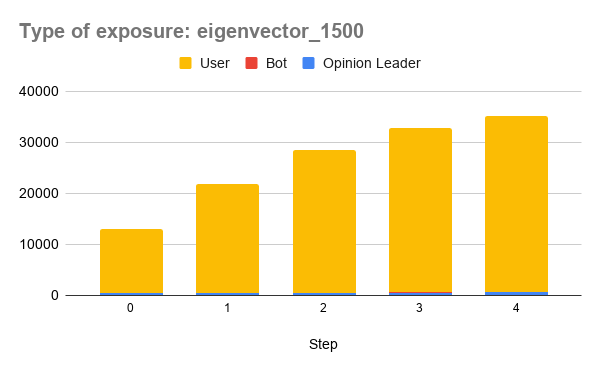 Type of exposure: eigenvector_1500
User Bot Opinion Leader
40000
30000
20000
10000
0
0 1 2 3 4
Step